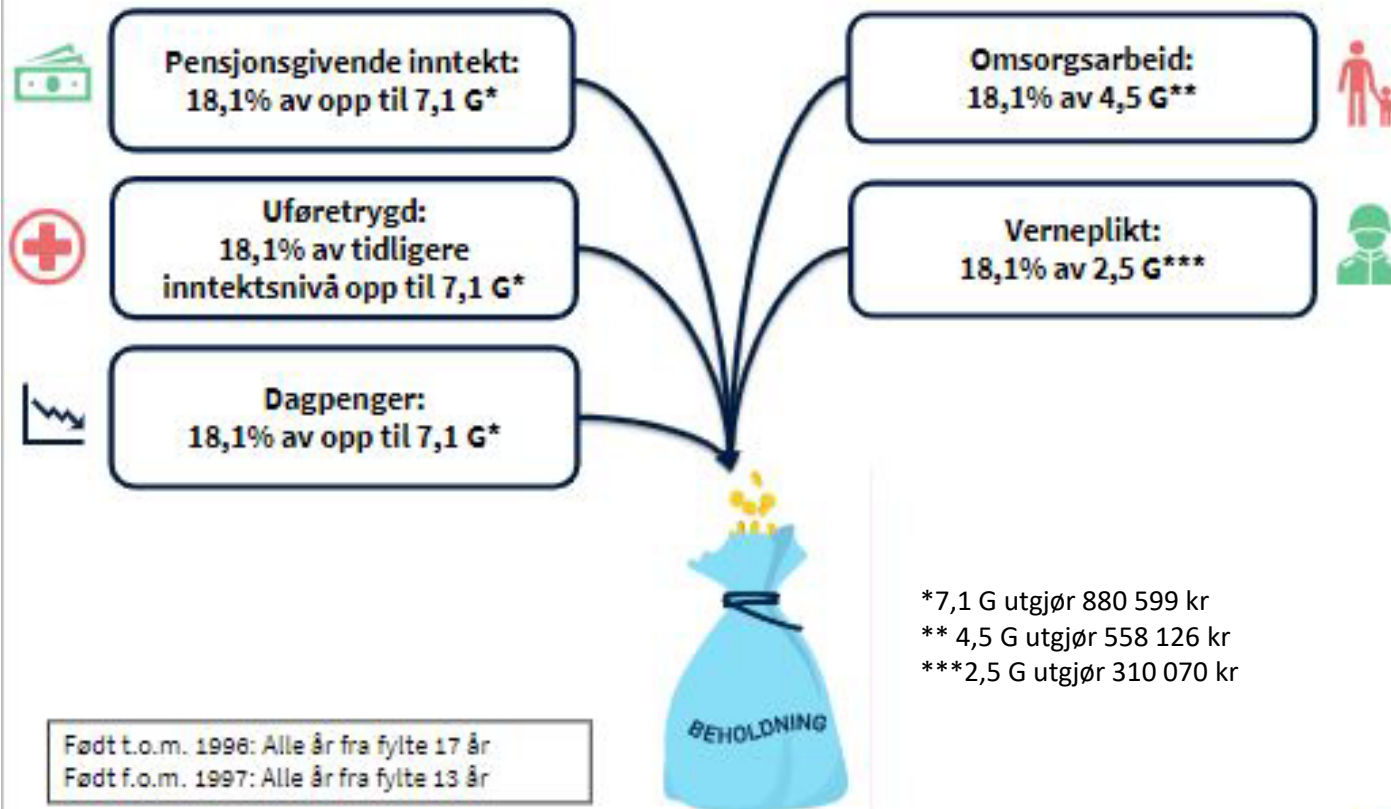 Pensjonsgivende inntekt:
18,1% av opp til 7,1 G*
Uføretrygd:
18,1% av tidligere
inntektsnivå opp til 7,1 G*
Dagpenger:
18,1% av opp til 7,1 G*
Omsorgsarbeid:
18,1% av 4,5 G**
Verneplikt:
18,1% av 2,5 G***
*7,1 G utgjør 880 599 kr
** 4,5 G utgjør 558 126 kr
***2,5 G utgjør 310 070 kr
BEHOLDNING
Født t.o.m. 1996: Alle år fra fylte 17 år
Født f.o.m. 1997: Alle år fra fylte 13 år